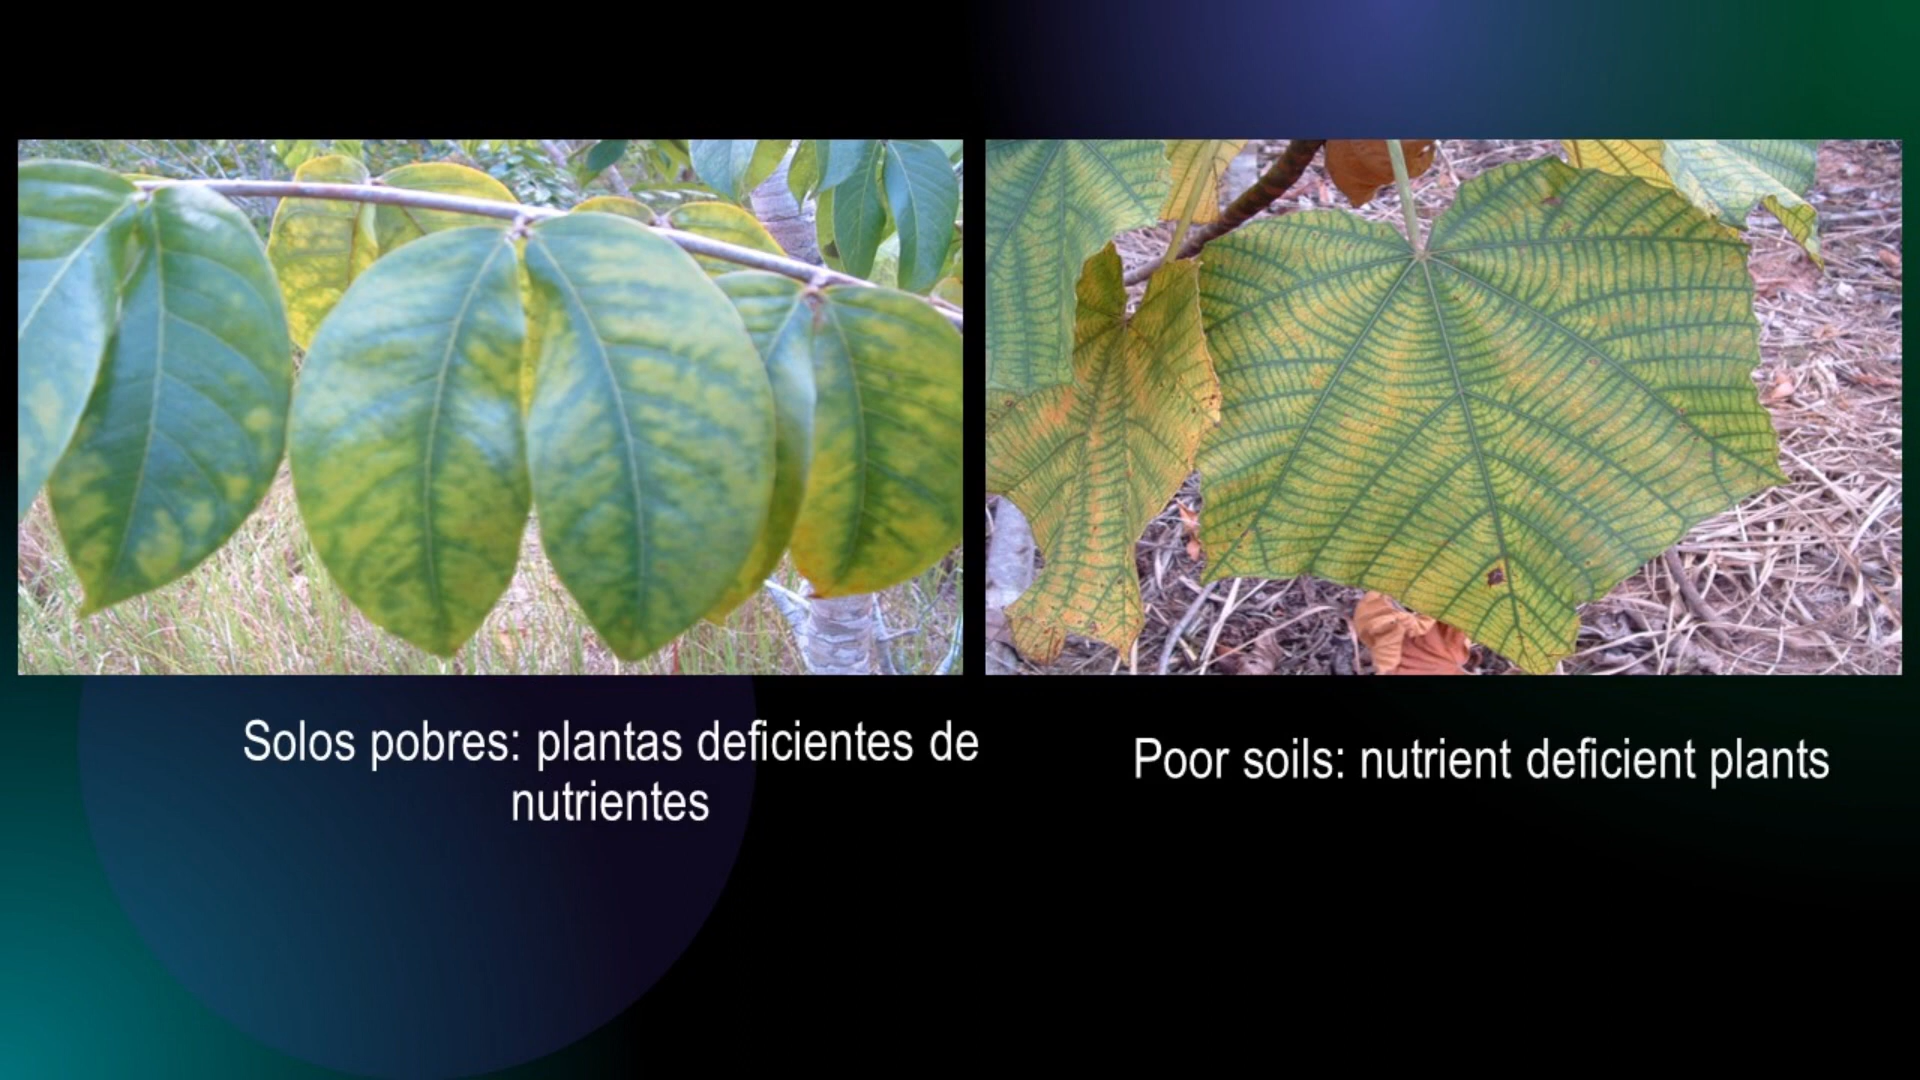 Solos pobres: plantas deficientes de
nutrientes
Poor soils: nutrient deficient plants